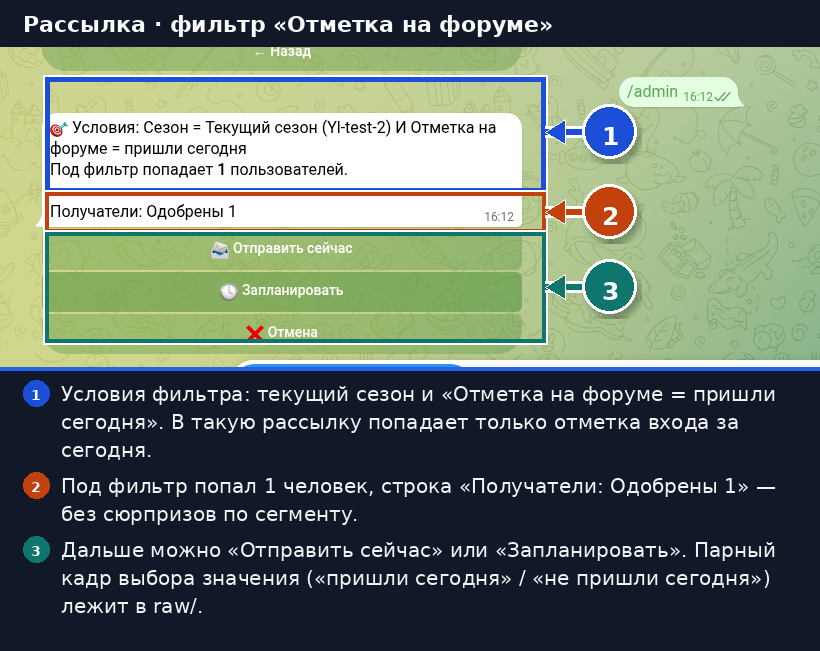 Рассылка · фильтр «Отметка на форуме»
← Назад
/admin 16:12
🎯 Условия: Сезон = Текущий сезон (YI-test-2) И Отметка на
форуме = пришли сегодня
Под фильтр попадает 1 пользователей.
1
Получатели: Одобрены 1
16:12
2
Отправить сейчас
Запланировать
3
❌ Отмена
1 Условия фильтра: текущий сезон и «Отметка на форуме = пришли
сегодня». В такую рассылку попадает только отметка входа за
сегодня.
2 Под фильтр попал 1 человек, строка «Получатели: Одобрены 1» —
без сюрпризов по сегменту.
3 Дальше можно «Отправить сейчас» или «Запланировать». Парный
кадр выбора значения («пришли сегодня» / «не пришли сегодня»)
лежит в raw/.